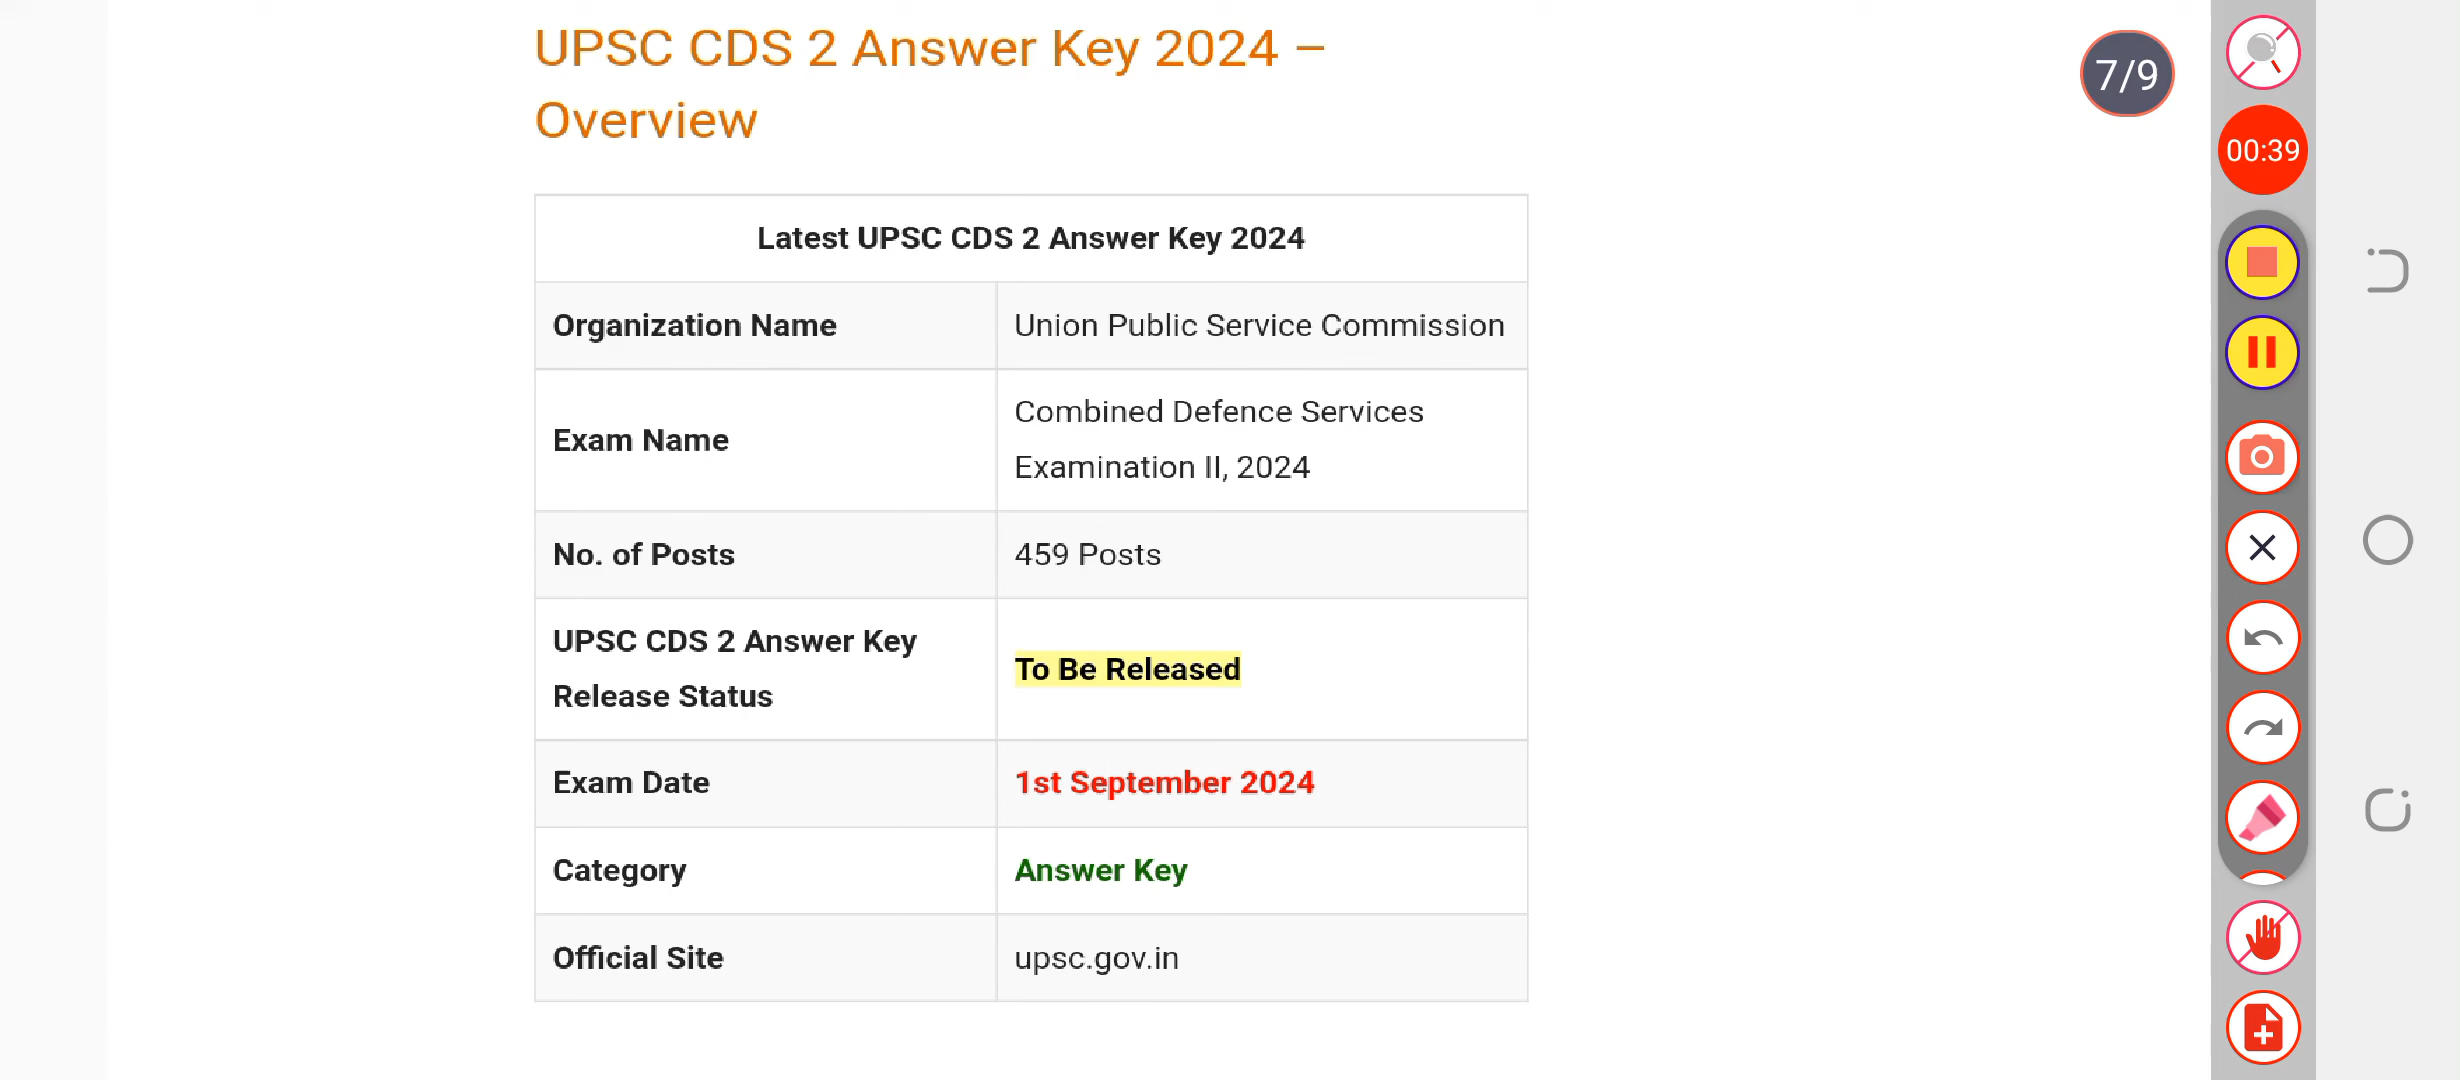 UPSC CDS 2 Answer Key 2024 –
Overview
7/9
00:39
Latest UPSC CDS 2 Answer Key 2024
Organization Name
Union Public Service Commission
Exam Name
Combined Defence Services
Examination II, 2024
No. of Posts
459 Posts
UPSC CDS 2 Answer Key
Release Status
To Be Released
Exam Date
1st September 2024
Category
Answer Key
Official Site
upsc.gov.in